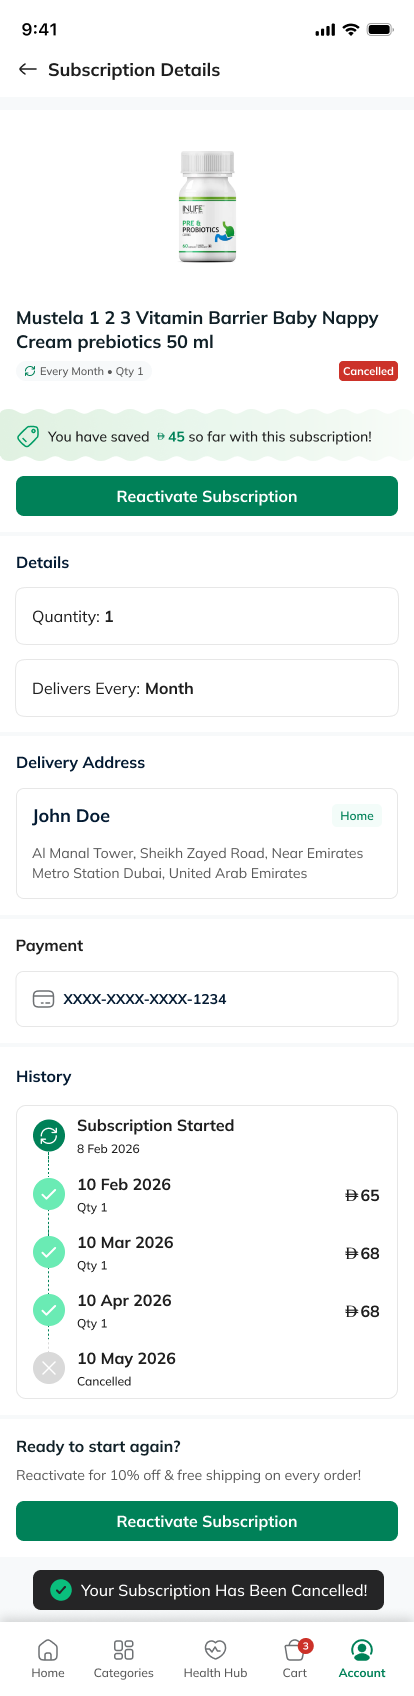 9:41
Subscription Details
INLIFE
PRE &
PROBIOTICS
60
Mustela 1 2 3 Vitamin Barrier Baby Nappy
Cream prebiotics 50 ml
Every Month • Qty 1
Cancelled
You have saved 45 so far with this subscription!
Reactivate Subscription
Details
Quantity: 1
Delivers Every: Month
Delivery Address
John Doe
Home
Al Manal Tower, Sheikh Zayed Road, Near Emirates
Metro Station Dubai, United Arab Emirates
Payment
XXXX-XXXX-XXXX-1234
History
Subscription Started
8 Feb 2026
10 Feb 2026
Qty 1
65
10 Mar 2026
Qty 1
68
10 Apr 2026
Qty 1
68
10 May 2026
Cancelled
Ready to start again?
Reactivate for 10% off & free shipping on every order!
Reactivate Subscription
Your Subscription Has Been Cancelled!
3
Home
Categories
Health Hub
Cart
Account